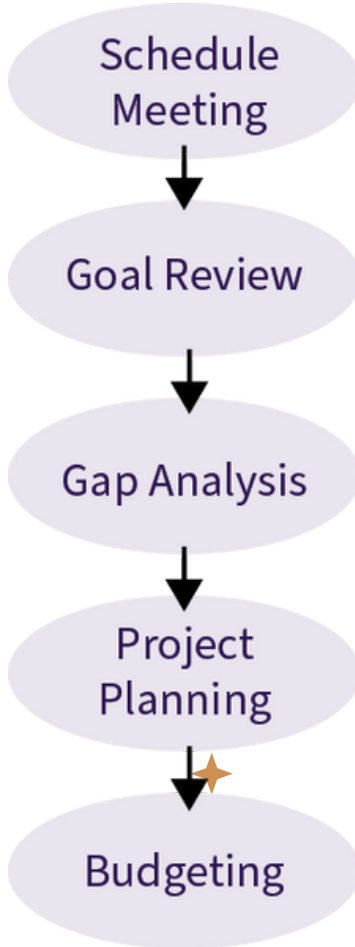 Schedule
Meeting
Goal Review
Gap Analysis
Project
Planning
Budgeting